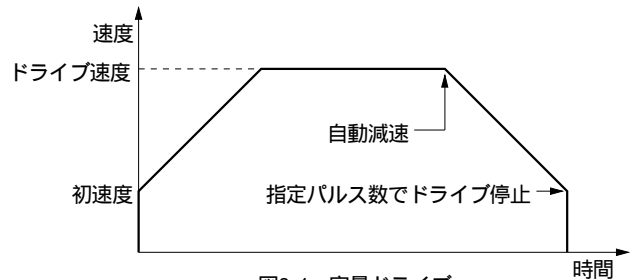 速度
ドライブ速度
自動減速
初速度
指定パルス数でドライブ停止
時間